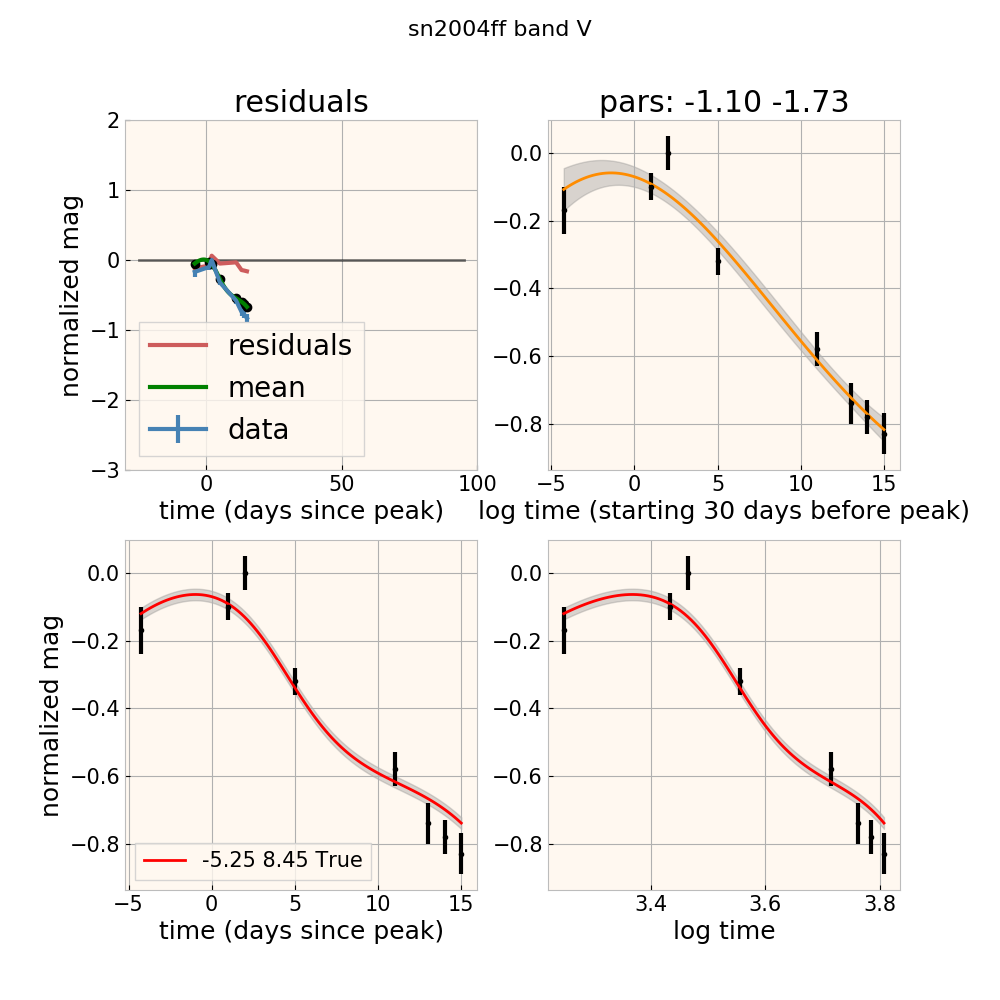 sn2004ff band V
residuals
pars: -1.10 -1.73
2
1
0
−1
−2
−3
normalized mag
residuals
mean
data
0
50
100
time (days since peak)
0.0
−0.2
−0.4
−0.6
−0.8
−5
0
5
10
15
log time (starting 30 days before peak)
0.0
−0.2
−0.4
−0.6
−0.8
normalized mag
-5.25 8.45 True
−5
0
5
10
15
time (days since peak)
0.0
−0.2
−0.4
−0.6
−0.8
3.4
3.6
3.8
log time